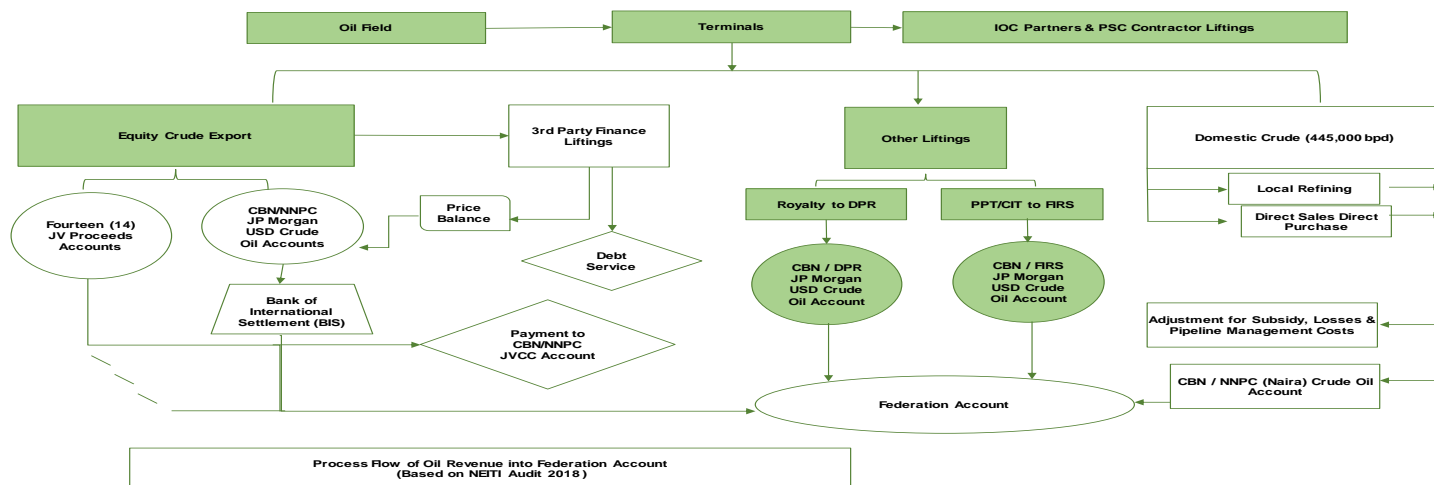 Oil Field
Terminals
IOC Partners & PSC Contractor Liftings
Equity Crude Export
3rd Party Finance
Liftings
Other Liftings
Domestic Crude (445,000 bpd)
Fourteen (14)
JV Proceeds
Accounts
CBN/NNPC
JP Morgan
USD Crude
Oil Accounts
Price
Balance
Royalty to DPR
PPT/CIT to FIRS
Local Refining
Direct Sales Direct
Purchase
Debt
Service
CBN / DPR
JP Morgan
USD Crude
Oil Account
CBN / FIRS
JP Morgan
USD Crude
Oil Account
Bank of
International
Settlement (BIS)
Payment to
CBN/NNPC
JVCC Account
Adjustment for Subsidy, Losses &
Pipeline Management Costs
CBN / NNPC (Naira) Crude Oil
Account
Federation Account
Process Flow of Oil Revenue into Federation Account
(Based on NEITI Audit 2018)